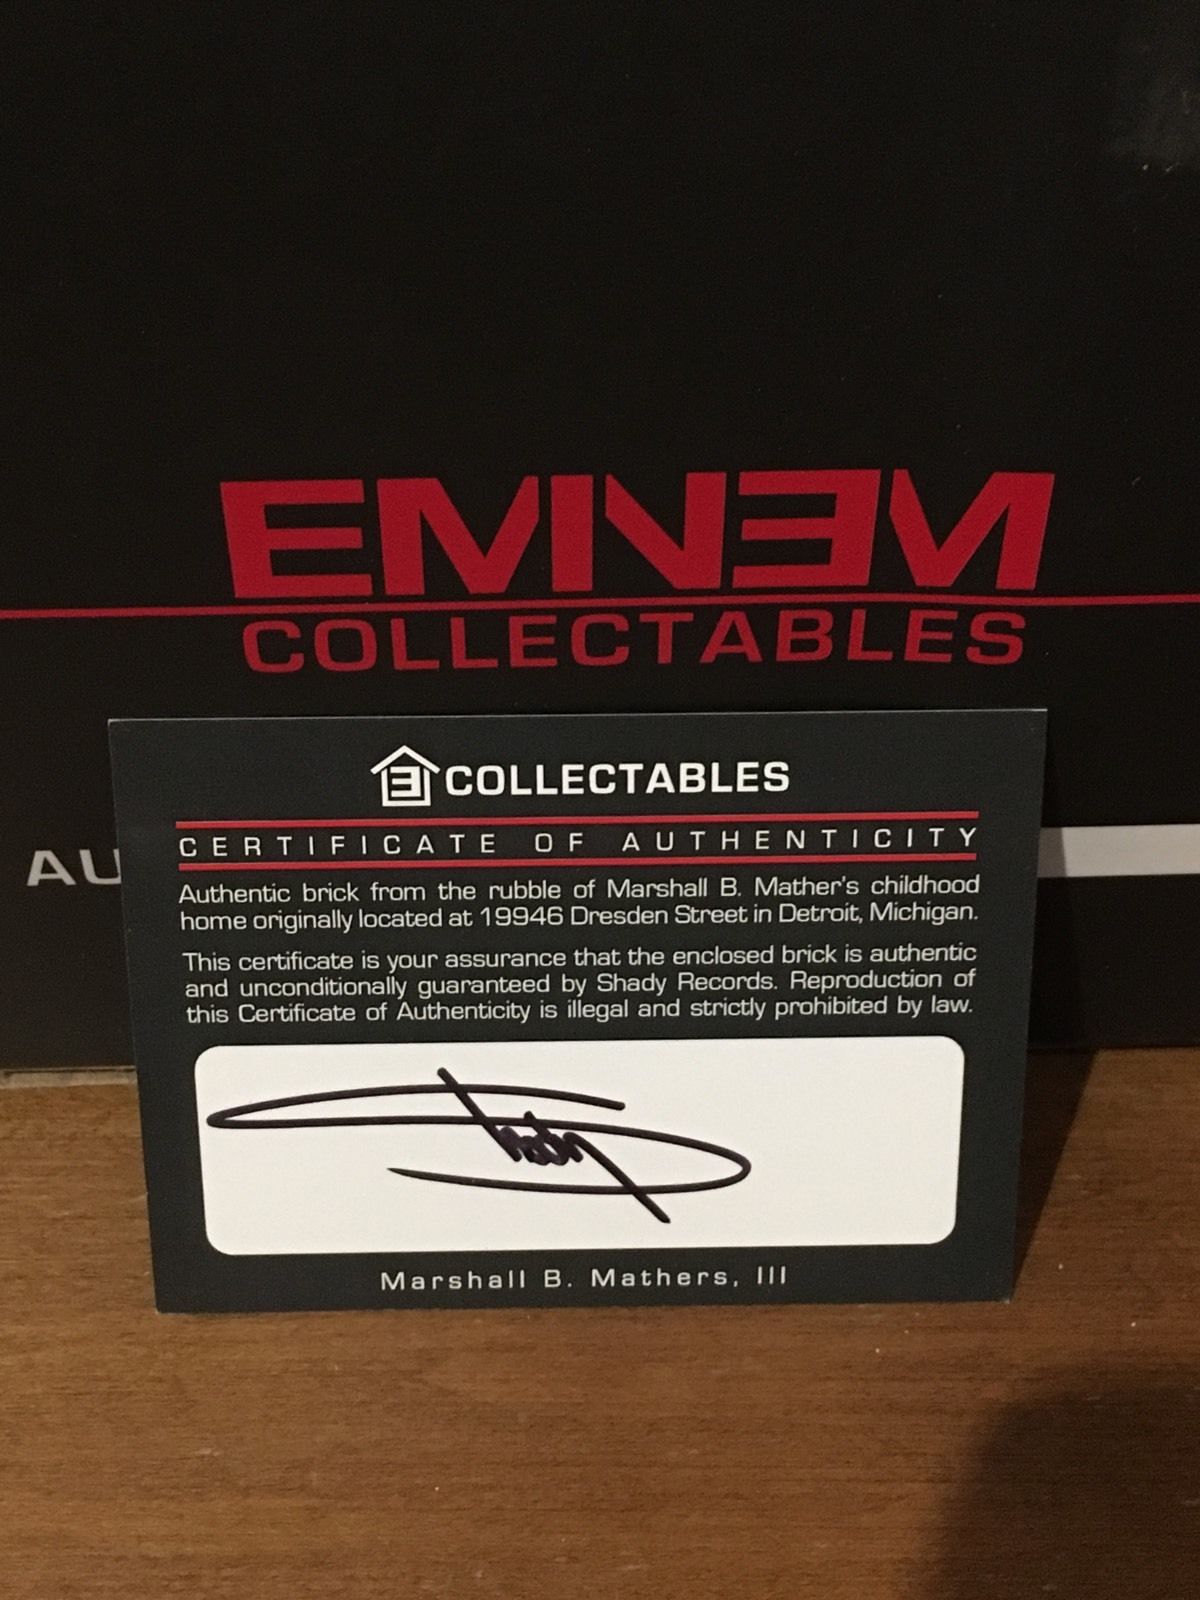 EMINEM
COLLECTABLES
AU
E COLLECTABLES
CERTIFICATE OF AUTHENTICITY
Authentic brick from the rubble of Marshall B. Mather's childhood
home originally located at 19946 Dresden Street in Detroit, Michigan.
This certificate is your assurance that the enclosed brick is authentic
and unconditionally guaranteed by Shady Records. Reproduction of
this Certificate of Authenticity is illegal and strictly prohibited by law.
Marshall B. Mathers, III